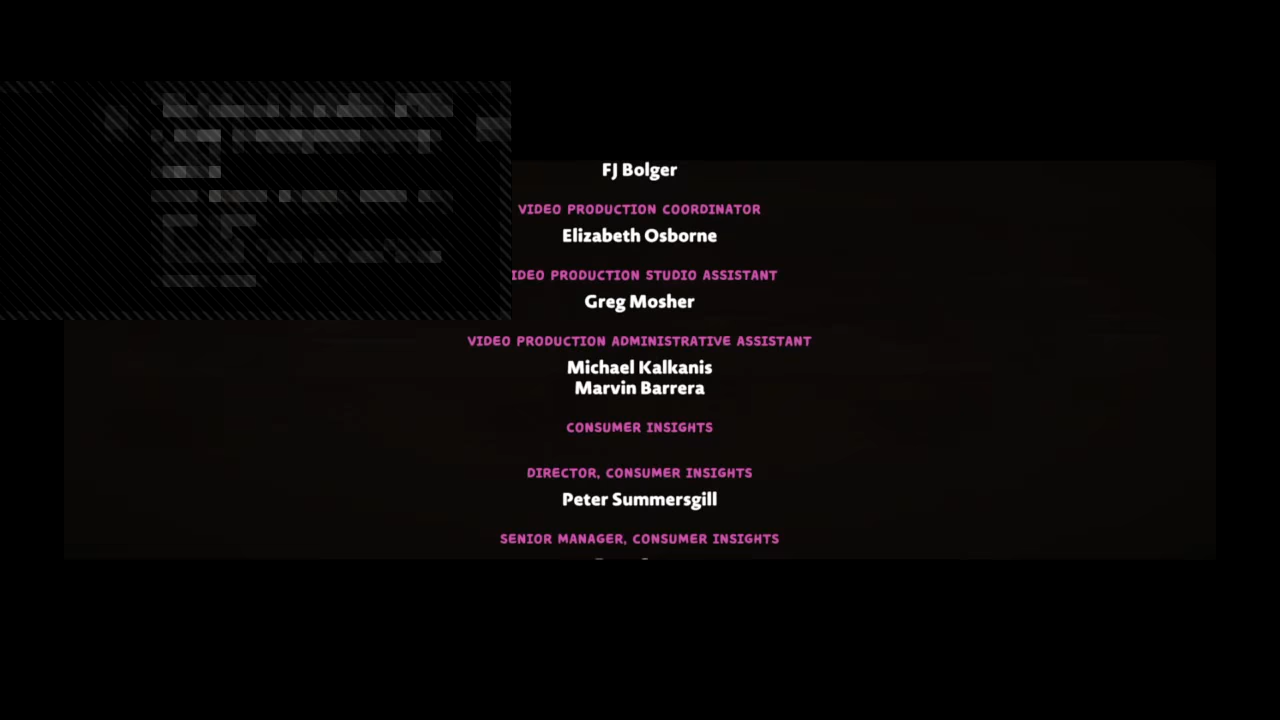 FJ Bolger
VIDEO PRODUCTION COORDINATOR
Elizabeth Osborne
IDEO PRODUCTION STUDIO ASSISTANT
Greg Mosher
VIDEO PRODUCTION ADMINISTRATIVE ASSISTANT
Michael Kalkanis
Marvin Barrera
CONSUMER INSIGHTS
DIRECTOR, CONSUMER INSIGHTS
Peter Summersgill
SENIOR MANAGER, CONSUMER INSIGHTS